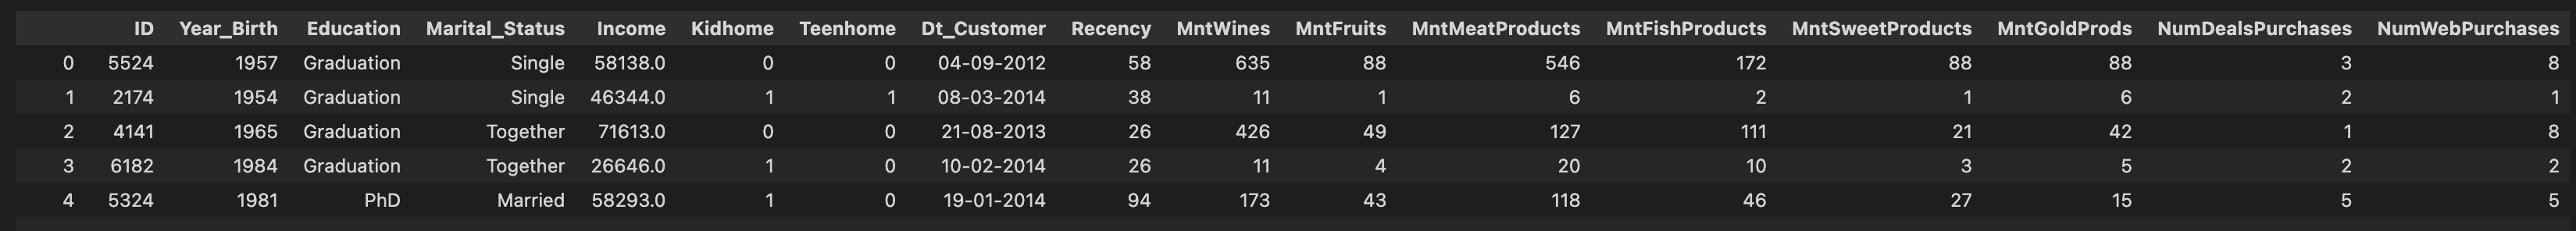 ID Year_Birth Education Marital_Status Income Kidhome Teenhome Dt_Customer Recency MntWines MntFruits MntMeatProducts MntFishProducts MntSweetProducts MntGoldProds NumDealsPurchases NumWebPurchases
0 5524 1957 Graduation Single 58138.0 0 0 04-09-2012 58 635 88 546 172 88 88 3 8
1 2174 1954 Graduation Single 46344.0 1 1 08-03-2014 38 11 1 6 2 1 6 2 1
2 4141 1965 Graduation Together 71613.0 0 0 21-08-2013 26 426 49 127 111 21 42 1 8
3 6182 1984 Graduation Together 26646.0 1 0 10-02-2014 26 11 4 20 10 3 5 2 2
4 5324 1981 PhD Married 58293.0 1 0 19-01-2014 94 173 43 118 46 27 15 5 5